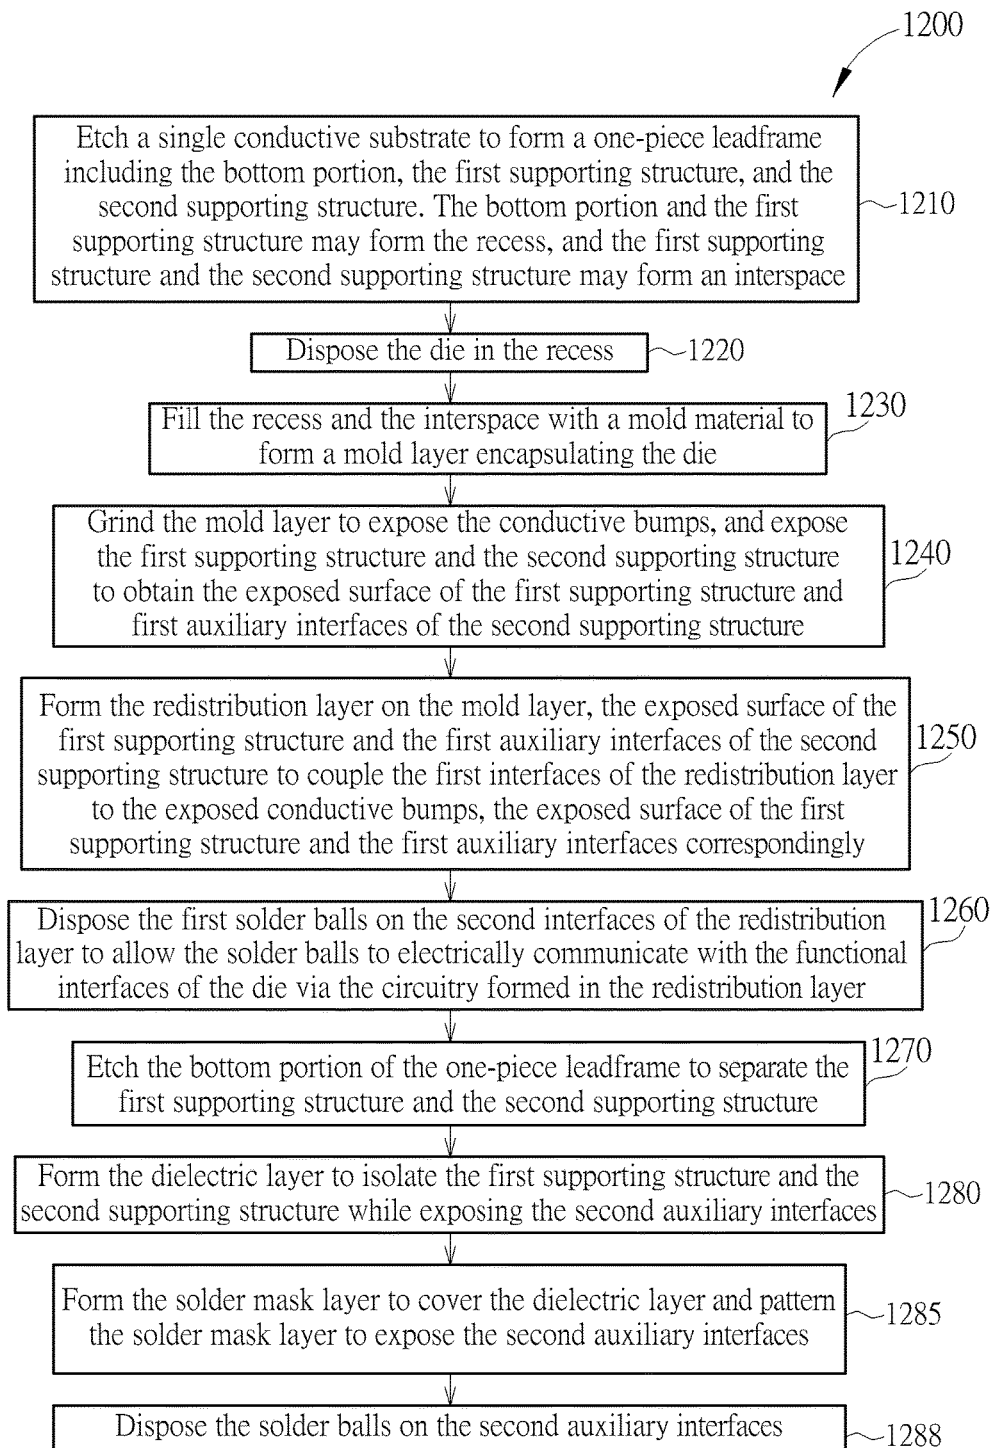 1200
Etch a single conductive substrate to form a one-piece leadframe
including the bottom portion, the first supporting structure, and the
second supporting structure. The bottom portion and the first
supporting structure may form the recess, and the first supporting
structure and the second supporting structure may form an interspace
1210
Dispose the die in the recess
1220
Fill the recess and the interspace with a mold material to
form a mold layer encapsulating the die
1230
Grind the mold layer to expose the conductive bumps, and expose
the first supporting structure and the second supporting structure
to obtain the exposed surface of the first supporting structure and
first auxiliary interfaces of the second supporting structure
1240
Form the redistribution layer on the mold layer, the exposed surface of the
first supporting structure and the first auxiliary interfaces of the second
supporting structure to couple the first interfaces of the redistribution layer
to the exposed conductive bumps, the exposed surface of the first
supporting structure and the first auxiliary interfaces correspondingly
1250
Dispose the first solder balls on the second interfaces of the redistribution
layer to allow the solder balls to electrically communicate with the functional
interfaces of the die via the circuitry formed in the redistribution layer
1260
Etch the bottom portion of the one-piece leadframe to separate the
first supporting structure and the second supporting structure
1270
Form the dielectric layer to isolate the first supporting structure and the
second supporting structure while exposing the second auxiliary interfaces
1280
Form the solder mask layer to cover the dielectric layer and pattern
the solder mask layer to expose the second auxiliary interfaces
1285
Dispose the solder balls on the second auxiliary interfaces
1288